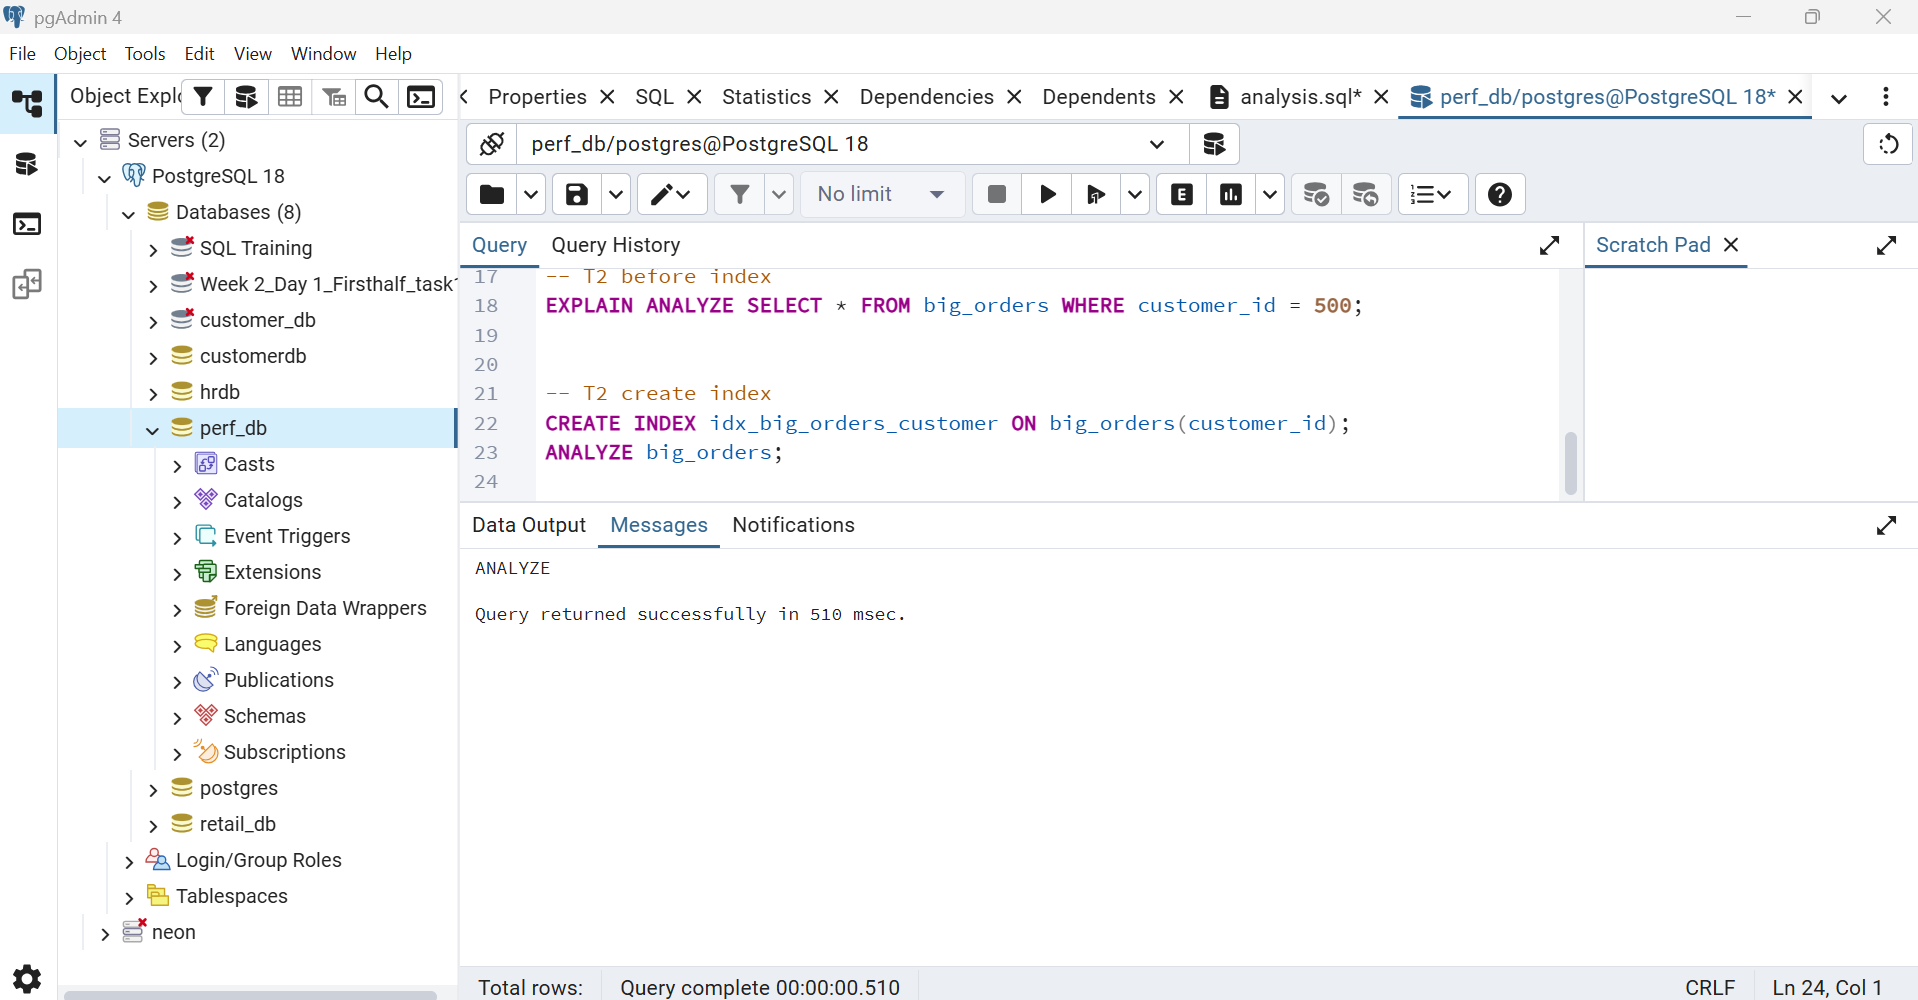 pgAdmin 4
File Object Tools Edit View Window Help
Object Explo
Servers (2)
PostgreSQL 18
Databases (8)
SQL Training
Week 2_Day 1_Firsthalf_task
customer_db
customerdb
hrdb
perf_db
Casts
Catalogs
Event Triggers
Extensions
Foreign Data Wrappers
Languages
Publications
Schemas
Subscriptions
postgres
retail_db
Login/Group Roles
Tablespaces
neon
Properties SQL Statistics Dependencies Dependents analysis.sql* perf_db/postgres@PostgreSQL 18*
perf_db/postgres@PostgreSQL 18
No limit E
Query Query History
Scratch Pad
17 -- T2 before index
18 EXPLAIN ANALYZE SELECT * FROM big_orders WHERE customer_id = 500;
19
20
21 -- T2 create index
22 CREATE INDEX idx_big_orders_customer ON big_orders(customer_id);
23 ANALYZE big_orders;
24
Data Output Messages Notifications
ANALYZE
Query returned successfully in 510 msec.
Total rows: Query complete 00:00:00.510 CRLF Ln 24, Col 1